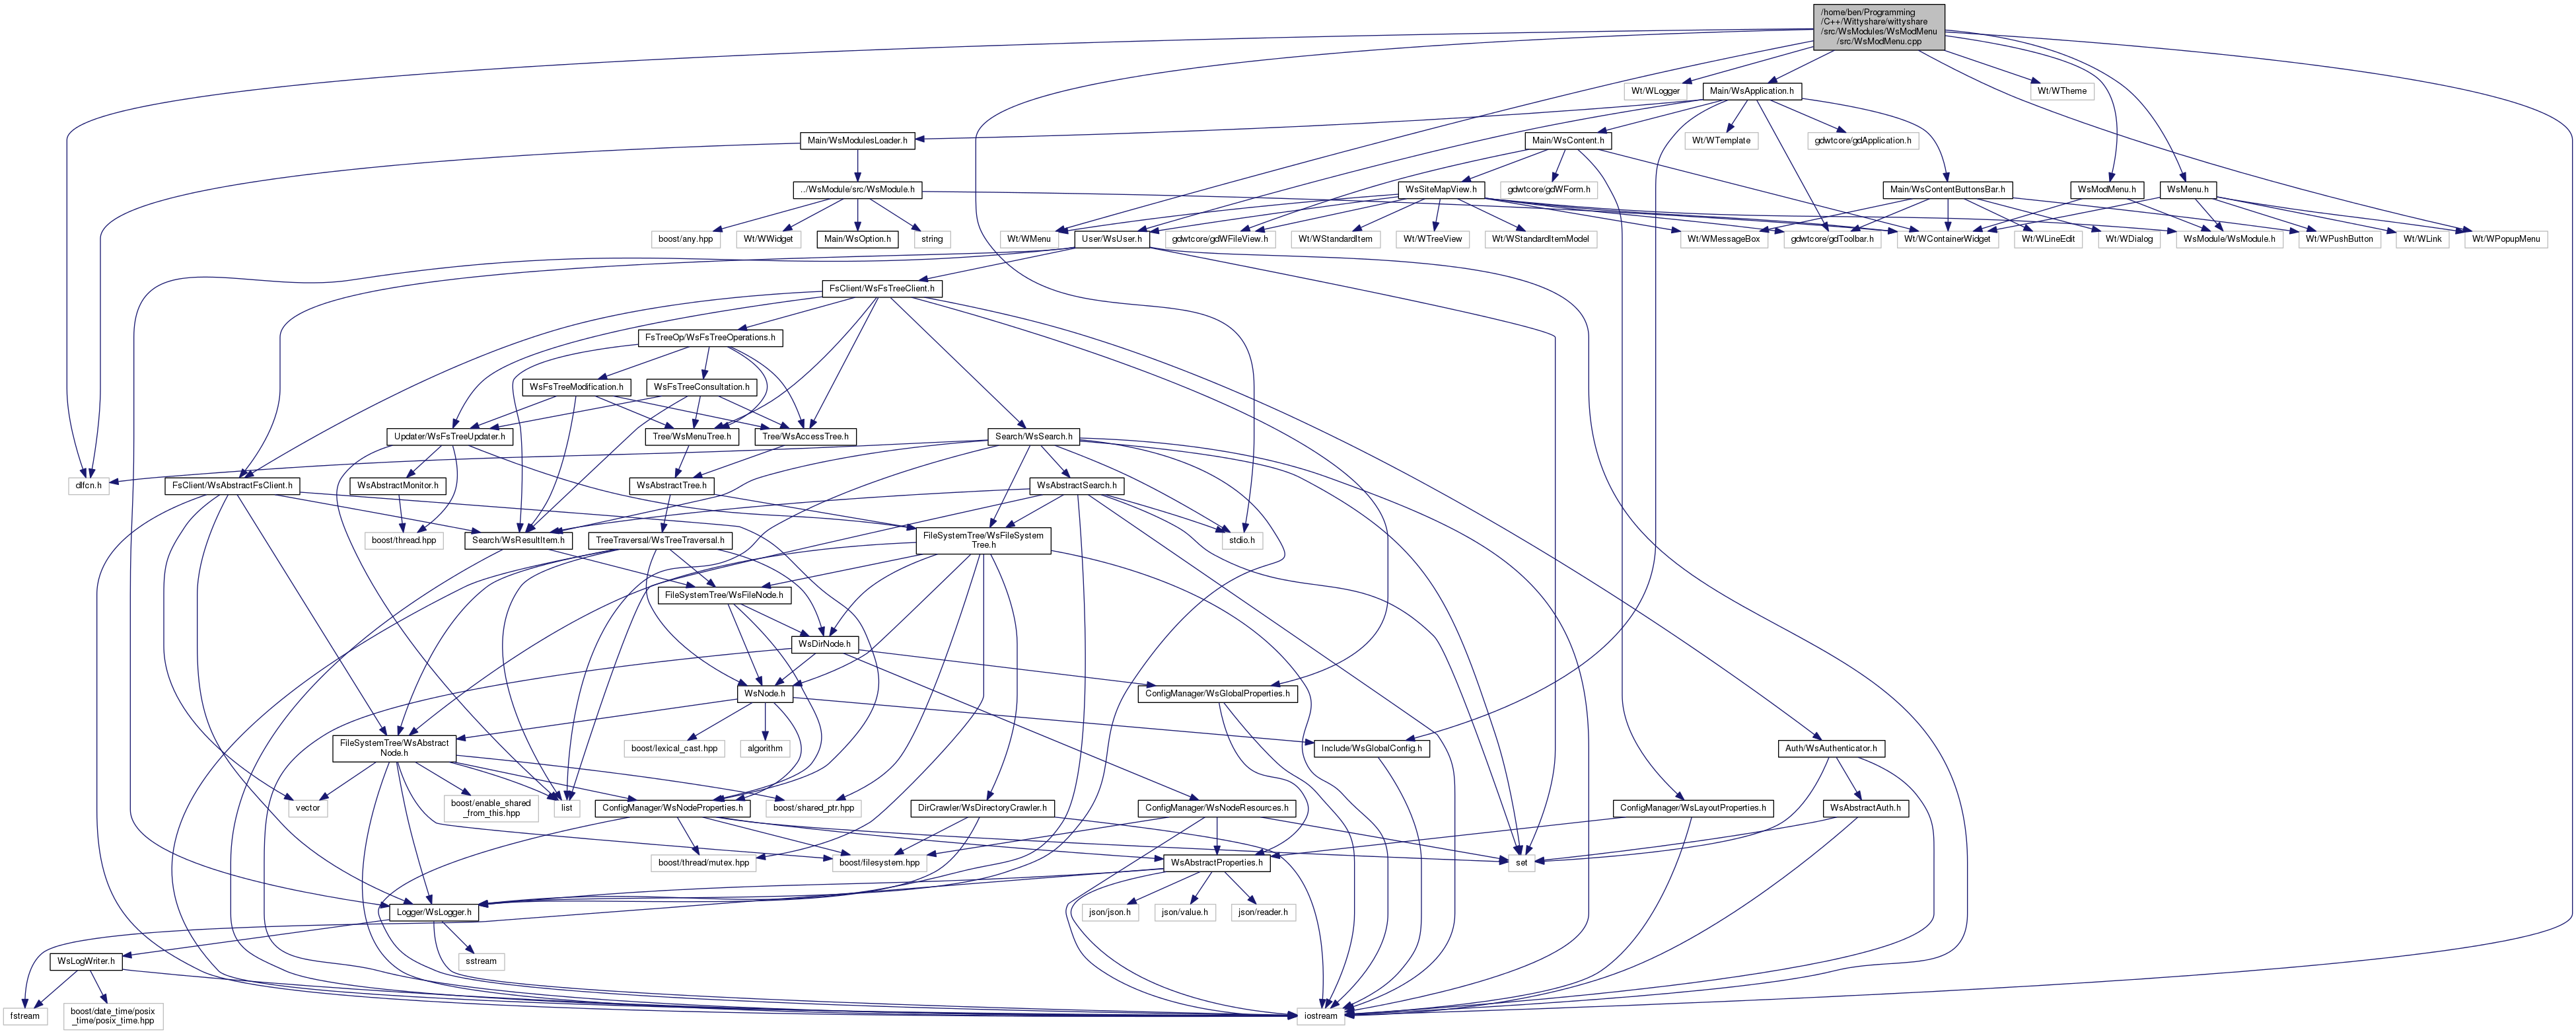 /home/ben/Programming
/C++/Wittyshare/wittyshare
/src/WsModules/WsModMenu
/src/WsModMenu.cpp
Wt/WLogger
Main/WsApplication.h
Wt/WTheme
Main/WsModulesLoader.h
Main/WsContent.h
Wt/WTemplate
gdwtcore/gdApplication.h
../WsModule/src/WsModule.h
WsSiteMapView.h
gdwtcore/gdWForm.h
Main/WsContentButtonsBar.h
WsModMenu.h
WsMenu.h
boost/any.hpp
Wt/WWidget
Main/WsOption.h
string
Wt/WMenu
User/WsUser.h
gdwtcore/gdWFileView.h
Wt/WStandardItem
Wt/WTreeView
Wt/WStandardItemModel
Wt/WMessageBox
gdwtcore/gdToolbar.h
Wt/WContainerWidget
Wt/WLineEdit
Wt/WDialog
WsModule/WsModule.h
Wt/WPushButton
Wt/WLink
Wt/WPopupMenu
FsClient/WsFsTreeClient.h
FsTreeOp/WsFsTreeOperations.h
WsFsTreeModification.h
WsFsTreeConsultation.h
Updater/WsFsTreeUpdater.h
Tree/WsMenuTree.h
Tree/WsAccessTree.h
Search/WsSearch.h
dlfcn.h
FsClient/WsAbstractFsClient.h
WsAbstractMonitor.h
WsAbstractTree.h
WsAbstractSearch.h
boost/thread.hpp
Search/WsResultItem.h
TreeTraversal/WsTreeTraversal.h
FileSystemTree/WsFileSystem
Tree.h
stdio.h
FileSystemTree/WsFileNode.h
WsDirNode.h
WsNode.h
ConfigManager/WsGlobalProperties.h
FileSystemTree/WsAbstract
Node.h
boost/lexical_cast.hpp
algorithm
Include/WsGlobalConfig.h
Auth/WsAuthenticator.h
vector
boost/enable_shared
_from_this.hpp
list
ConfigManager/WsNodeProperties.h
boost/shared_ptr.hpp
DirCrawler/WsDirectoryCrawler.h
ConfigManager/WsNodeResources.h
ConfigManager/WsLayoutProperties.h
WsAbstractAuth.h
boost/thread/mutex.hpp
boost/filesystem.hpp
WsAbstractProperties.h
set
Logger/WsLogger.h
json/json.h
json/value.h
json/reader.h
WsLogWriter.h
sstream
fstream
boost/date_time/posix
_time/posix_time.hpp
iostream